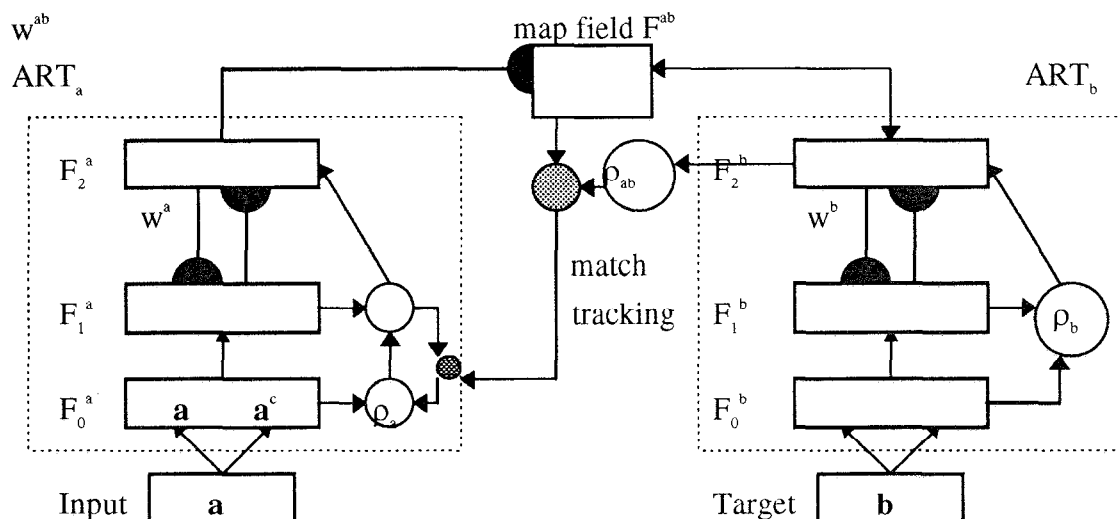 w^ab map field F^ab
ART_a ART_b
F_2^a ρ_ab F_2^b
w^a w^b
match
F_1^a tracking F_1^b ρ_b
F_0^a a a^c ρ_a F_0^b
Input a Target b